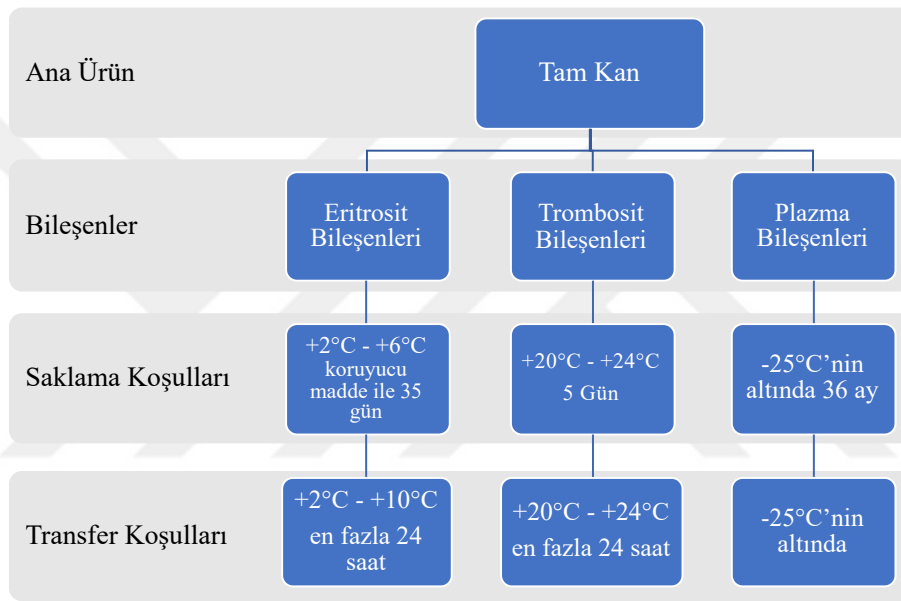 Ana Ürün
Tam Kan
Bileşenler
Eritrosit
Bileşenleri
Trombosit
Bileşenleri
Plazma
Bileşenleri
Saklama Koşulları
+2°C - +6°C
koruyucu
madde ile 35
gün
+20°C - +24°C
5 Gün
-25°C’nin
altında 36 ay
Transfer Koşulları
+2°C - +10°C
en fazla 24
saat
+20°C - +24°C
en fazla 24 saat
-25°C’nin
altında